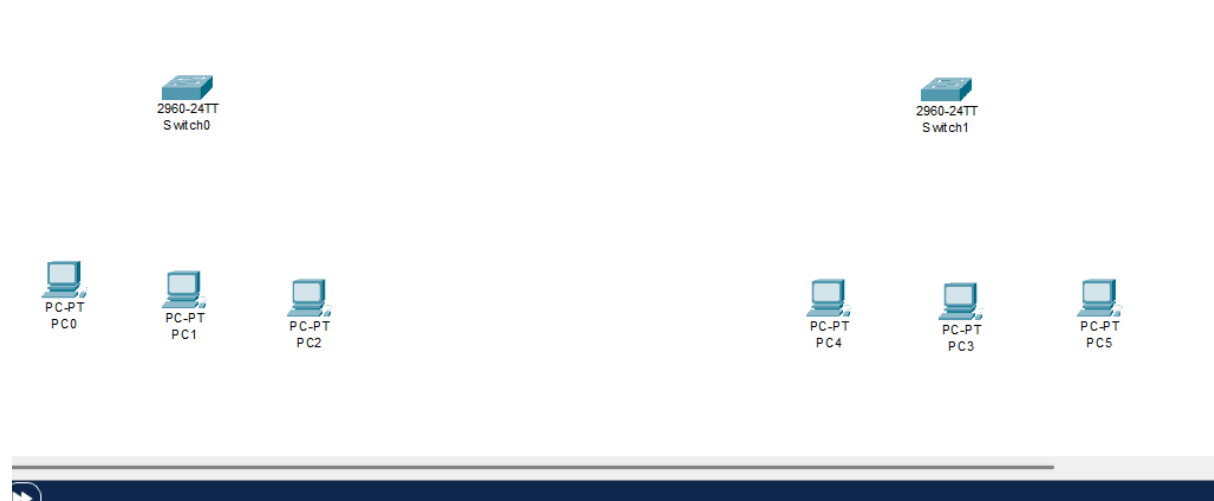 2960-24TT
Switch0
2960-24TT
Switch1
PC-PT
PC0
PC-PT
PC1
PC-PT
PC2
PC-PT
PC4
PC-PT
PC3
PC-PT
PC5